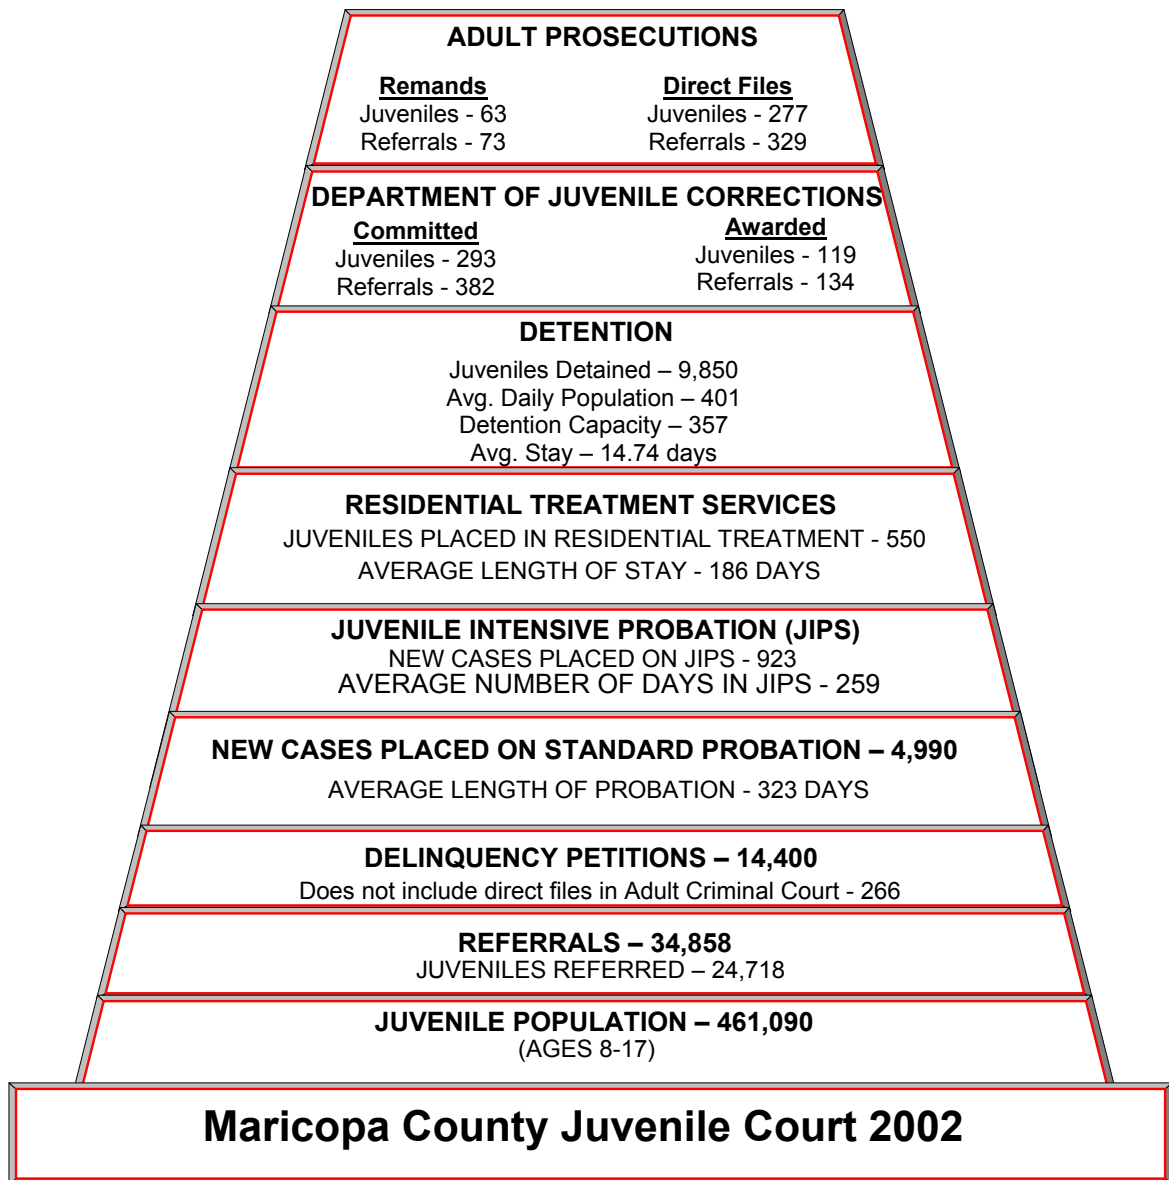 ADULT PROSECUTIONS
Remands
Juveniles - 63
Referrals - 73
Direct Files
Juveniles - 277
Referrals - 329
DEPARTMENT OF JUVENILE CORRECTIONS
Committed
Juveniles - 293
Referrals - 382
Awarded
Juveniles - 119
Referrals - 134
DETENTION
Juveniles Detained – 9,850
Avg. Daily Population – 401
Detention Capacity – 357
Avg. Stay – 14.74 days
RESIDENTIAL TREATMENT SERVICES
JUVENILES PLACED IN RESIDENTIAL TREATMENT - 550
AVERAGE LENGTH OF STAY - 186 DAYS
JUVENILE INTENSIVE PROBATION (JIPS)
NEW CASES PLACED ON JIPS - 923
AVERAGE NUMBER OF DAYS IN JIPS - 259
NEW CASES PLACED ON STANDARD PROBATION – 4,990
AVERAGE LENGTH OF PROBATION - 323 DAYS
DELINQUENCY PETITIONS – 14,400
Does not include direct files in Adult Criminal Court - 266
REFERRALS – 34,858
JUVENILES REFERRED – 24,718
JUVENILE POPULATION – 461,090
(AGES 8-17)
Maricopa County Juvenile Court 2002